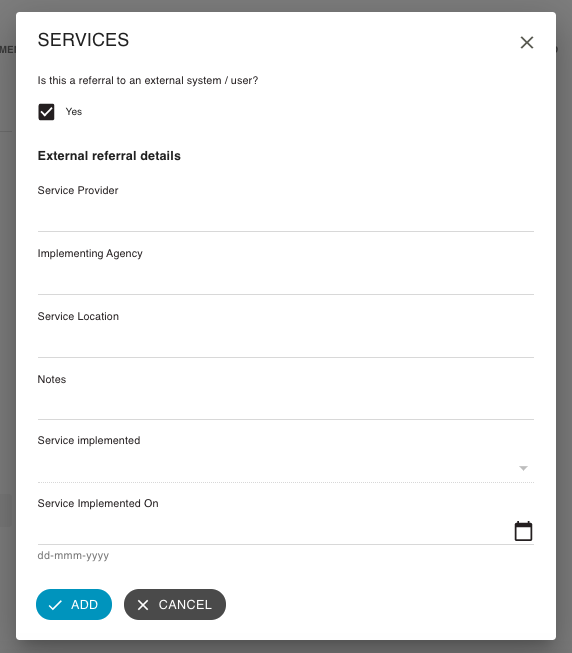 SERVICES
Is this a referral to an external system / user?
Yes
External referral details
Service Provider
Implementing Agency
Service Location
Notes
Service implemented
Service Implemented On
dd-mmm-yyyy
ADD
CANCEL